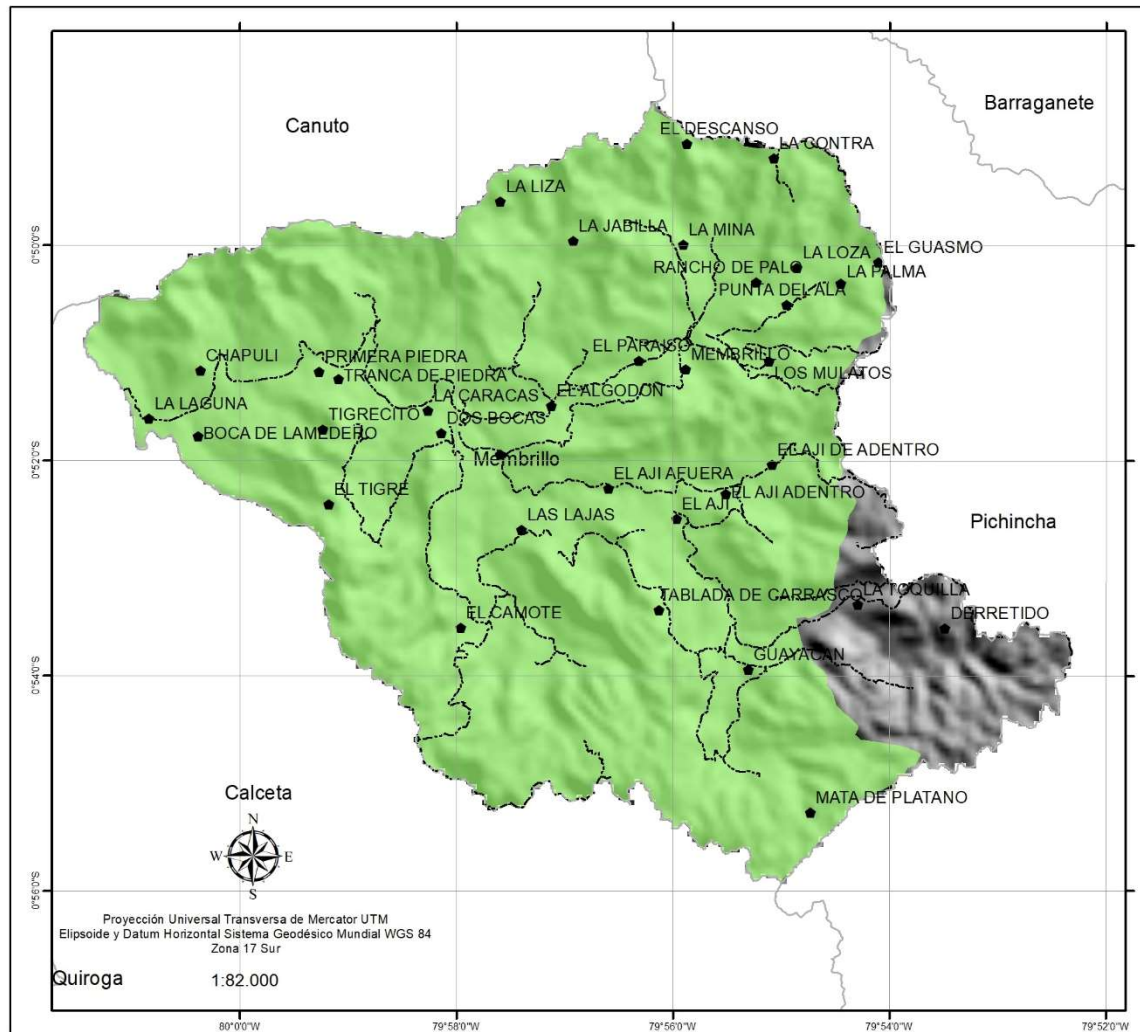 Barraganete
Canuto
EL DESCANSO
LA CONTRA
LA LIZA
LA JABILLA
LA MINA
0°50'0"S
LA LOZA
EL GUASMO
RANCHO DE PALO
LA PALMA
PUNTA DEL ALA
EL PARAISO
MEMBRILLO
CHAPULI
PRIMERA PIEDRA
LOS MULATOS
TRANCA DE PIEDRA
LA CARACAS
EL ALGODON
LA LAGUNA
TIGRECITO
DOS BOCAS
BOCA DE LAMEDERO
EL AJI DE ADENTRO
Membrillo
0°52'0"S
EL AJI AFUERA
EL TIGRE
EL AJI ADENTRO
EL AJI
LAS LAJAS
Pichincha
TABLADA DE CARRASCO
LA TOQUILLA
EL CAMOTE
DERRETIDO
GUAYACAN
0°54'0"S
Calceta
MATA DE PLATANO
N
W
E
S
0°56'0"S
Proyección Universal Transversa de Mercator UTM
Elipsoide y Datum Horizontal Sistema Geodésico Mundial WGS 84
Zona 17 Sur
Quiroga
1:82.000
80°0'0"W
79°58'0"W
79°56'0"W
79°54'0"W
79°52'0"W